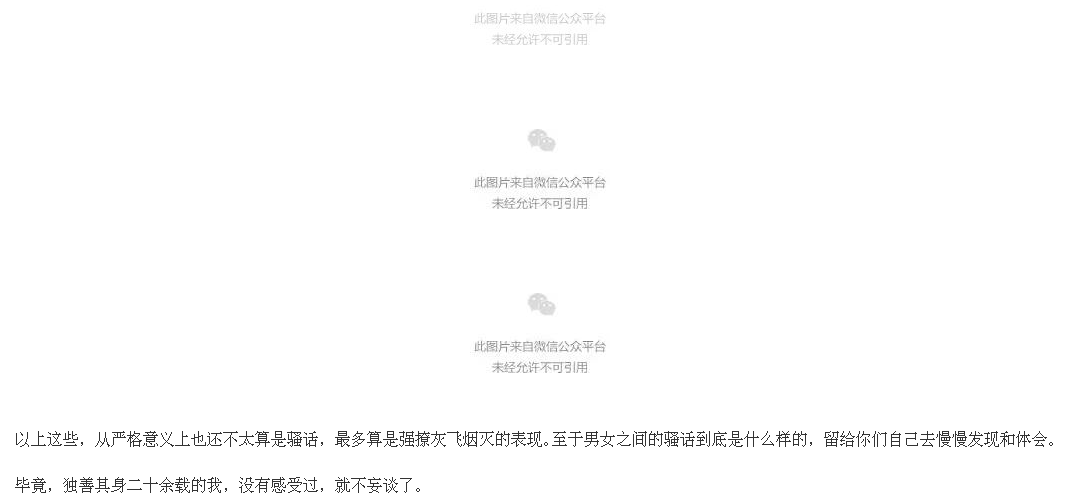 此图片来自微信公众平台
未经允许不可引用
此图片来自微信公众平台
未经允许不可引用
此图片来自微信公众平台
未经允许不可引用
以上这些，从严格意义上也还不太算是骚话，最多算是强撩灰飞烟灭的表现。至于男女之间的骚话到底是什么样的，留给你们自己去慢慢发现和体会。
毕竟，独善其身二十余载的我，没有感受过，就不妄谈了。